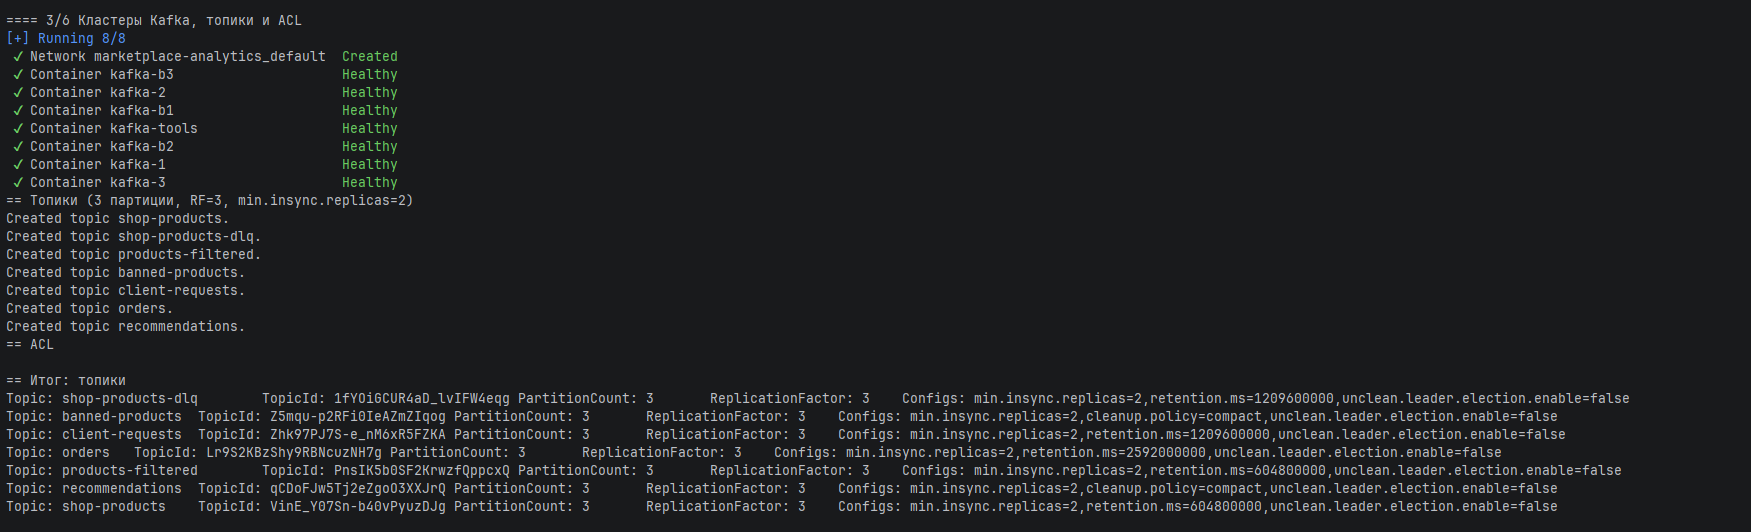 ==== 3/6 Кластеры Kafka, топики и ACL
[+] Running 8/8
✓ Network marketplace-analytics_default Created
✓ Container kafka-b3 Healthy
✓ Container kafka-2 Healthy
✓ Container kafka-b1 Healthy
✓ Container kafka-tools Healthy
✓ Container kafka-b2 Healthy
✓ Container kafka-1 Healthy
✓ Container kafka-3 Healthy
== Топики (3 партиции, RF=3, min.insync.replicas=2)
Created topic shop-products.
Created topic shop-products-dlq.
Created topic products-filtered.
Created topic banned-products.
Created topic client-requests.
Created topic orders.
Created topic recommendations.
== ACL
== Итог: топики
Topic: shop-products-dlq TopicId: 1fYOiGCUR4aD_lvIFW4eqg PartitionCount: 3 ReplicationFactor: 3 Configs: min.insync.replicas=2,retention.ms=1209600000,unclean.leader.election.enable=false
Topic: banned-products TopicId: Z5mqu-p2RFi0IeAZmZIqog PartitionCount: 3 ReplicationFactor: 3 Configs: min.insync.replicas=2,cleanup.policy=compact,unclean.leader.election.enable=false
Topic: client-requests TopicId: Zhk97PJ7S-e_nM6xR5FZKA PartitionCount: 3 ReplicationFactor: 3 Configs: min.insync.replicas=2,retention.ms=1209600000,unclean.leader.election.enable=false
Topic: orders TopicId: Lr9S2KBzShy9RBNcuzNH7g PartitionCount: 3 ReplicationFactor: 3 Configs: min.insync.replicas=2,retention.ms=2592000000,unclean.leader.election.enable=false
Topic: products-filtered TopicId: PnsIK5b0SF2KrwzfQppcxQ PartitionCount: 3 ReplicationFactor: 3 Configs: min.insync.replicas=2,retention.ms=604800000,unclean.leader.election.enable=false
Topic: recommendations TopicId: qCDoFJw5Tj2eZgoO3XXJrQ PartitionCount: 3 ReplicationFactor: 3 Configs: min.insync.replicas=2,cleanup.policy=compact,unclean.leader.election.enable=false
Topic: shop-products TopicId: VinE_Y07Sn-b40vPyuzDJg PartitionCount: 3 ReplicationFactor: 3 Configs: min.insync.replicas=2,retention.ms=604800000,unclean.leader.election.enable=false